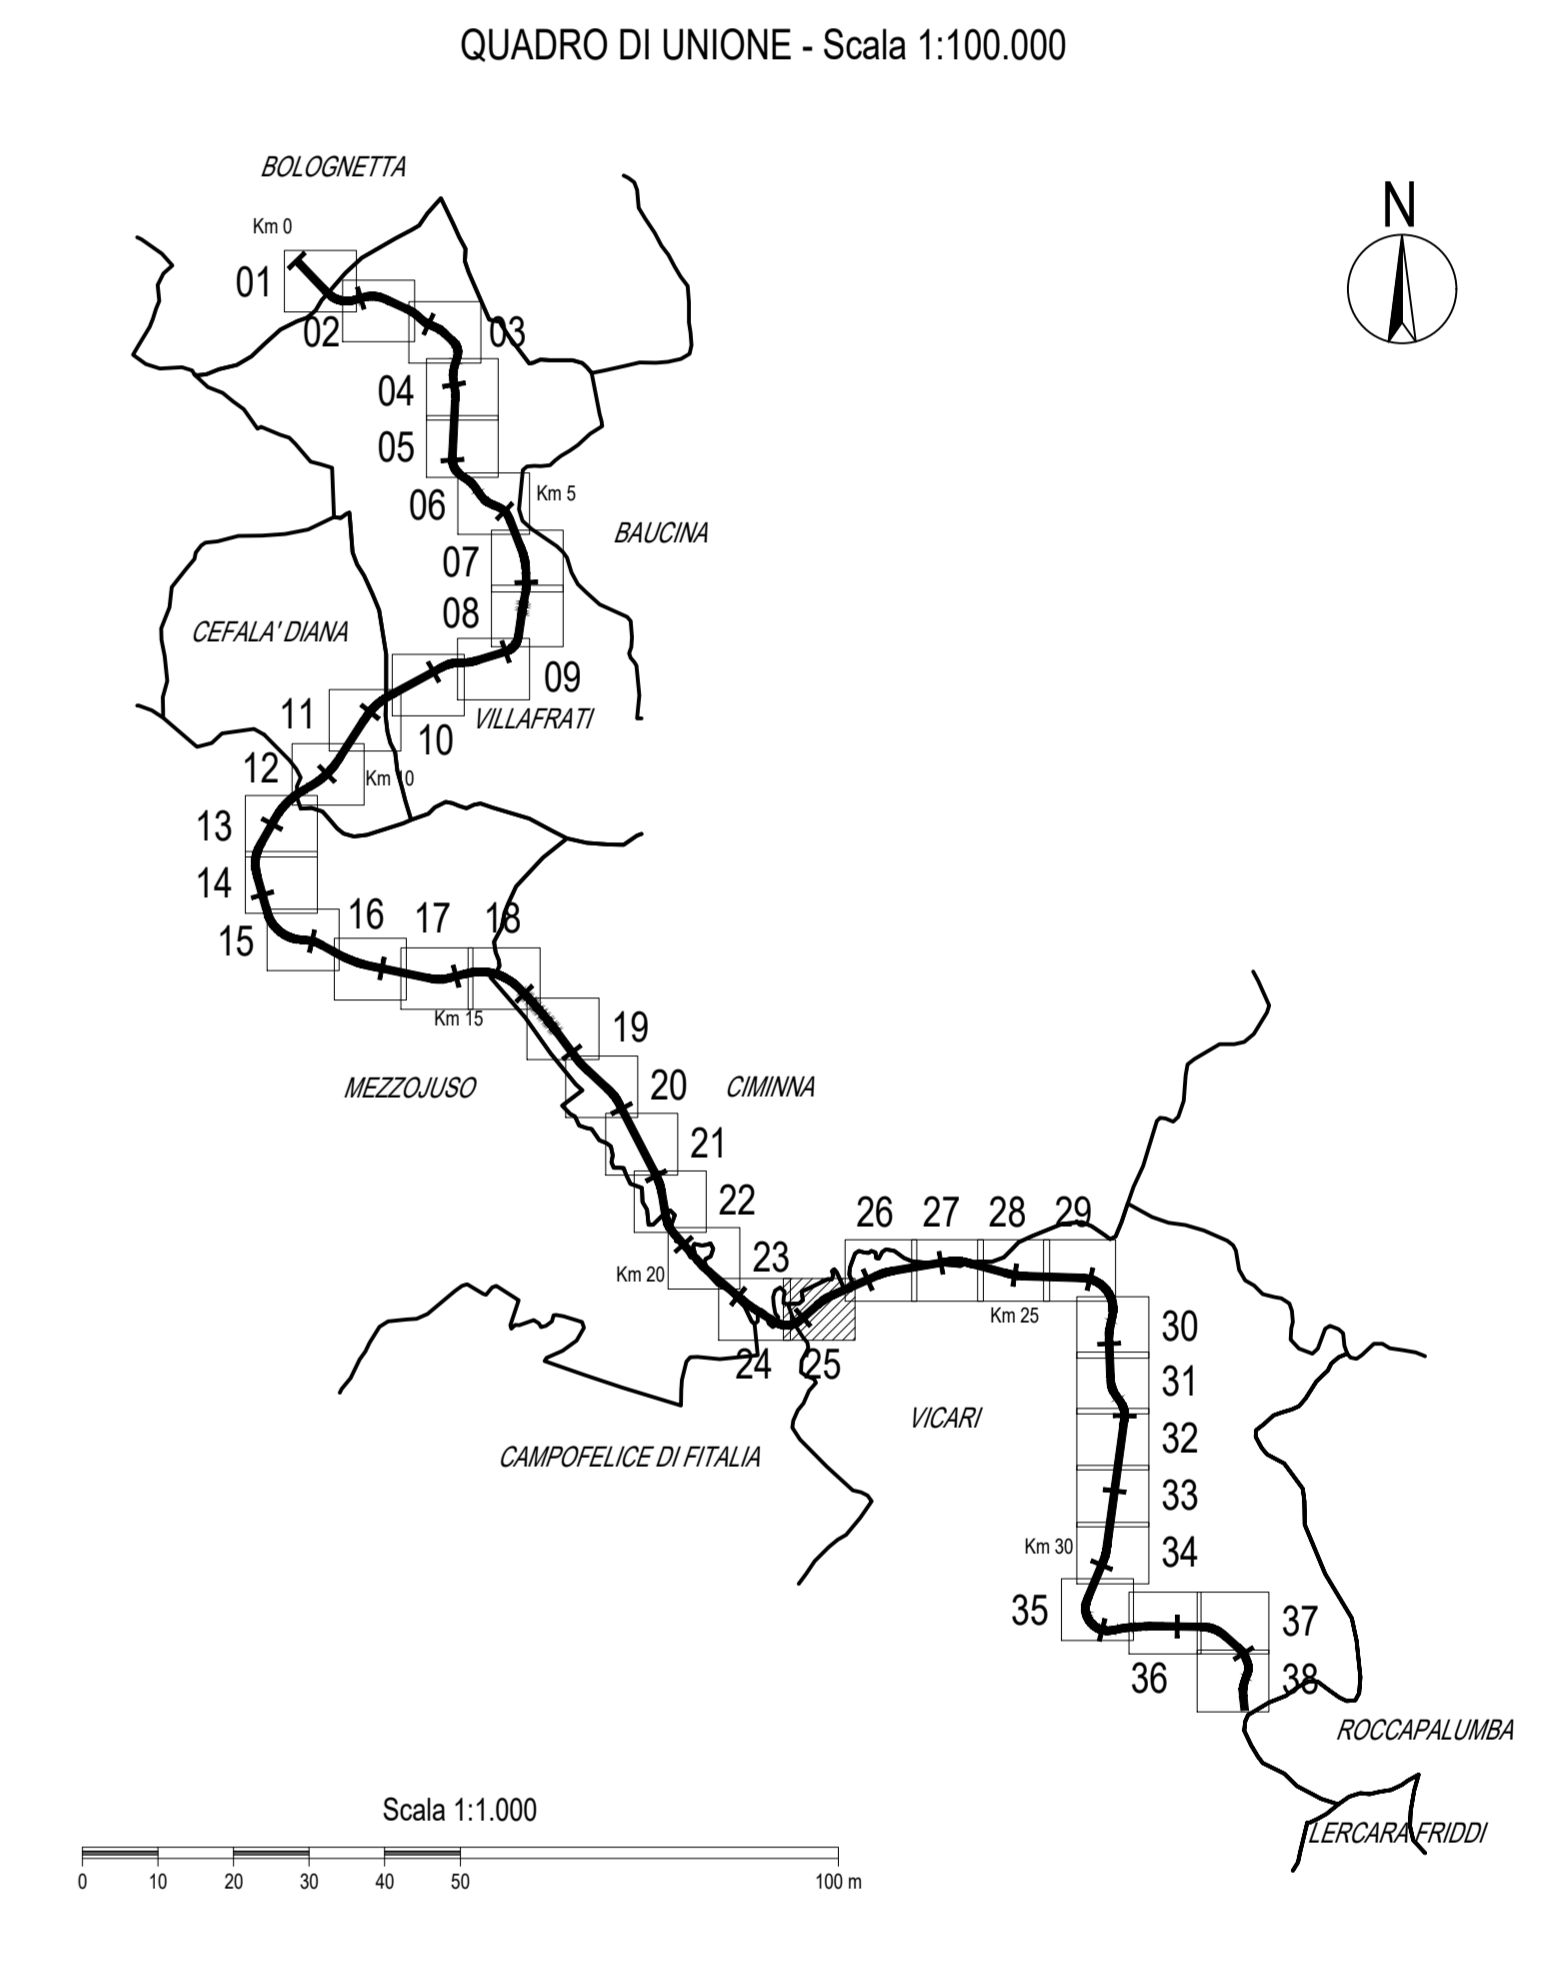 QUADRO DI UNIONE - Scala 1:100.000
BOLOGNETTA
N
Km 0
01
02
03
04
05
06
Km 5
BAUCINA
07
08
CEFALA' DIANA
09
11
VILLAFRATI
10
12
Km 10
13
14
15
16
17
18
Km 15
19
MEZZOJUSO
20
CIMINNA
21
22
26
27
28
29
23
Km 20
Km 25
30
24
25
31
VICARI
32
CAMPOFELICE DI FITALIA
33
Km 30
34
35
37
36
38
ROCCAPALUMBA
Scala 1:1.000
LERCARA FRIDDI
0 10 20 30 40 50 100 m